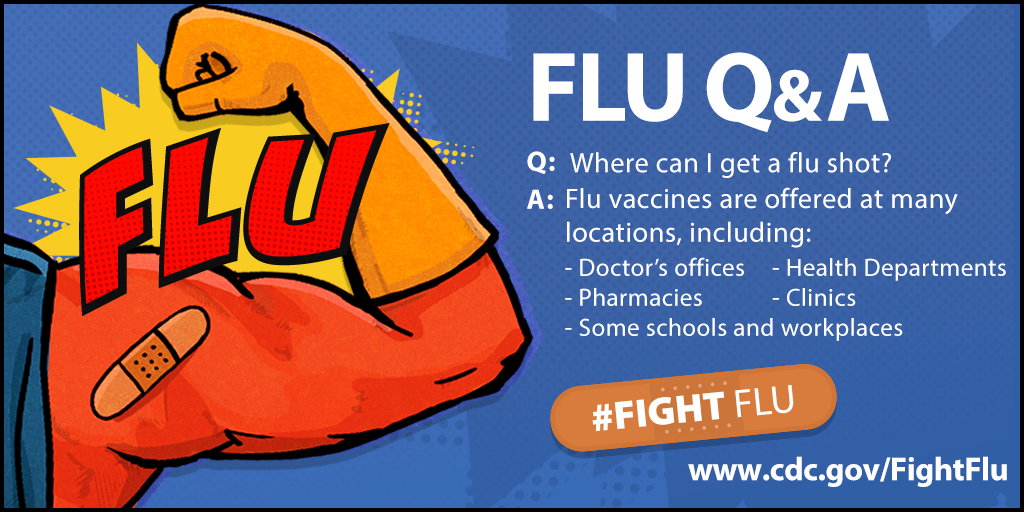 FLU
FLU Q&A
Q: Where can I get a flu shot?
A: Flu vaccines are offered at many
locations, including:
- Doctor's offices - Health Departments
- Pharmacies - Clinics
- Some schools and workplaces
#FIGHT FLU
www.cdc.gov/FightFlu